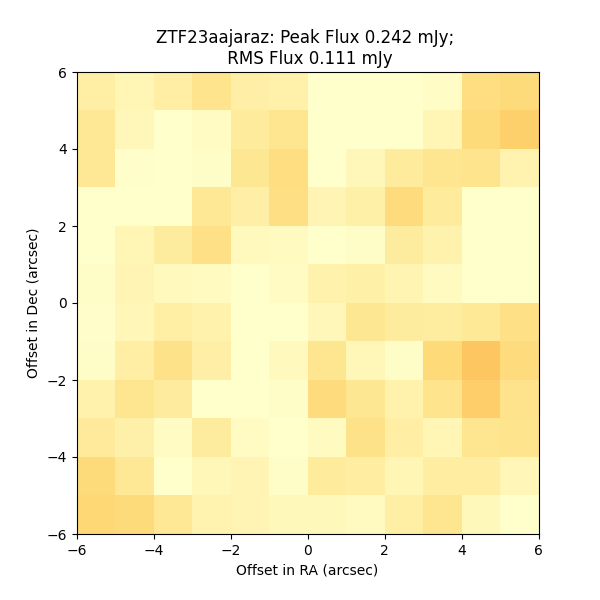 ZTF23aajaraz: Peak Flux 0.242 mJy;
RMS Flux 0.111 mJy
6
4
2
0
−2
−4
−6
Offset in Dec (arcsec)
−6 −4 −2 0 2 4 6
Offset in RA (arcsec)